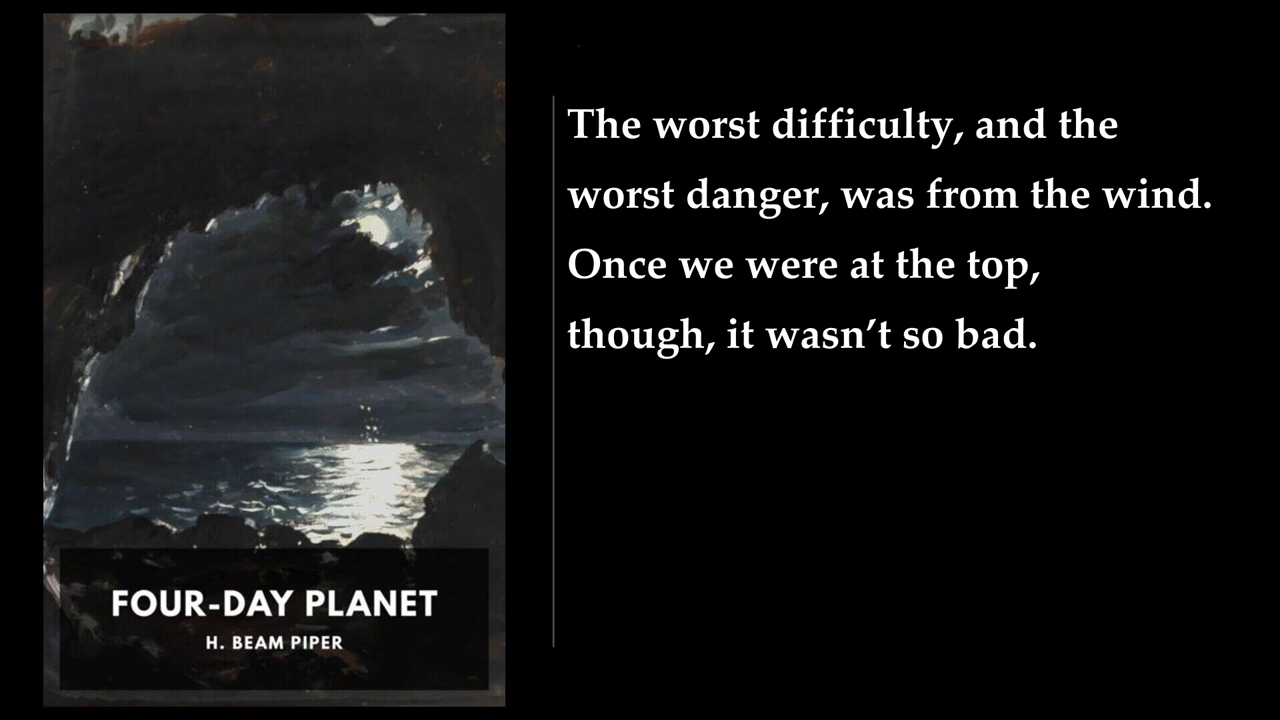 The worst difficulty, and the
worst danger, was from the wind.
Once we were at the top,
though, it wasn’t so bad.
FOUR-DAY PLANET
H. BEAM PIPER